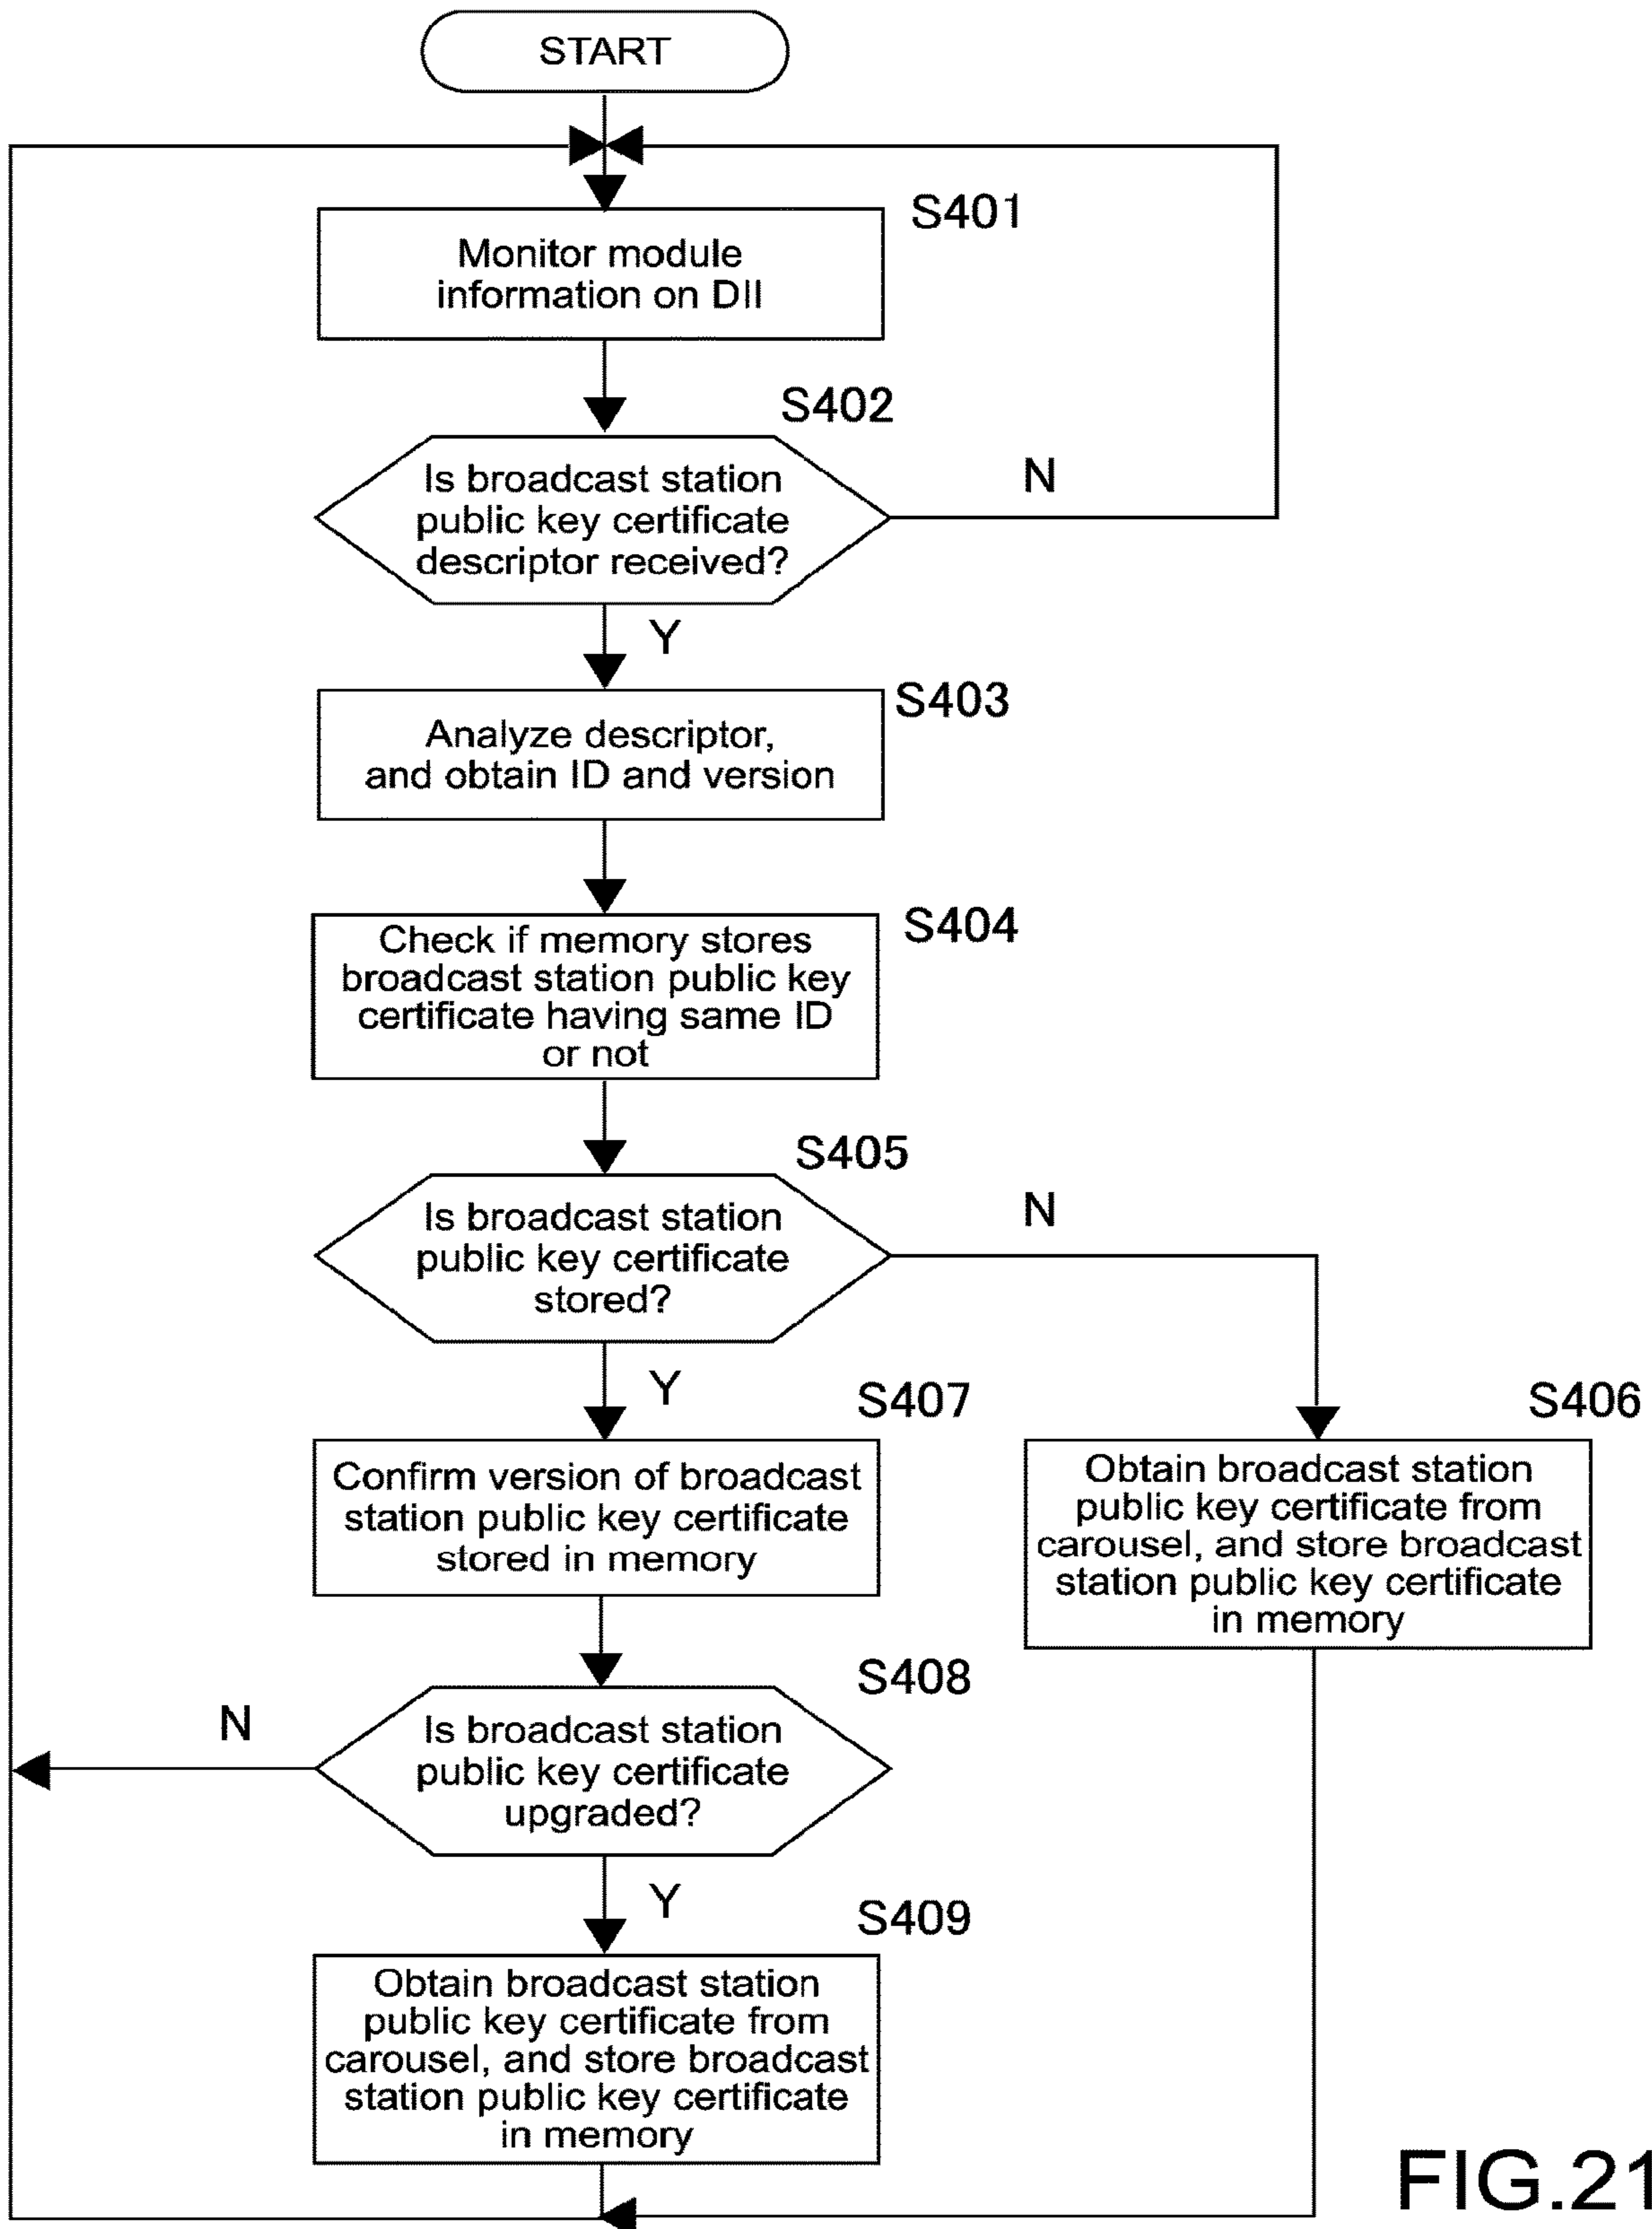 START
S401
Monitor module
information on DII
S402
Is broadcast station
public key certificate
descriptor received?
N
Y
S403
Analyze descriptor,
and obtain ID and version
S404
Check if memory stores
broadcast station public key
certificate having same ID
or not
S405
Is broadcast station
public key certificate
stored?
N
Y
S407
Confirm version of broadcast
station public key certificate
stored in memory
S406
Obtain broadcast station
public key certificate from
carousel, and store broadcast
station public key certificate
in memory
S408
Is broadcast station
public key certificate
upgraded?
N
Y
S409
Obtain broadcast station
public key certificate from
carousel, and store broadcast
station public key certificate
in memory
FIG.21